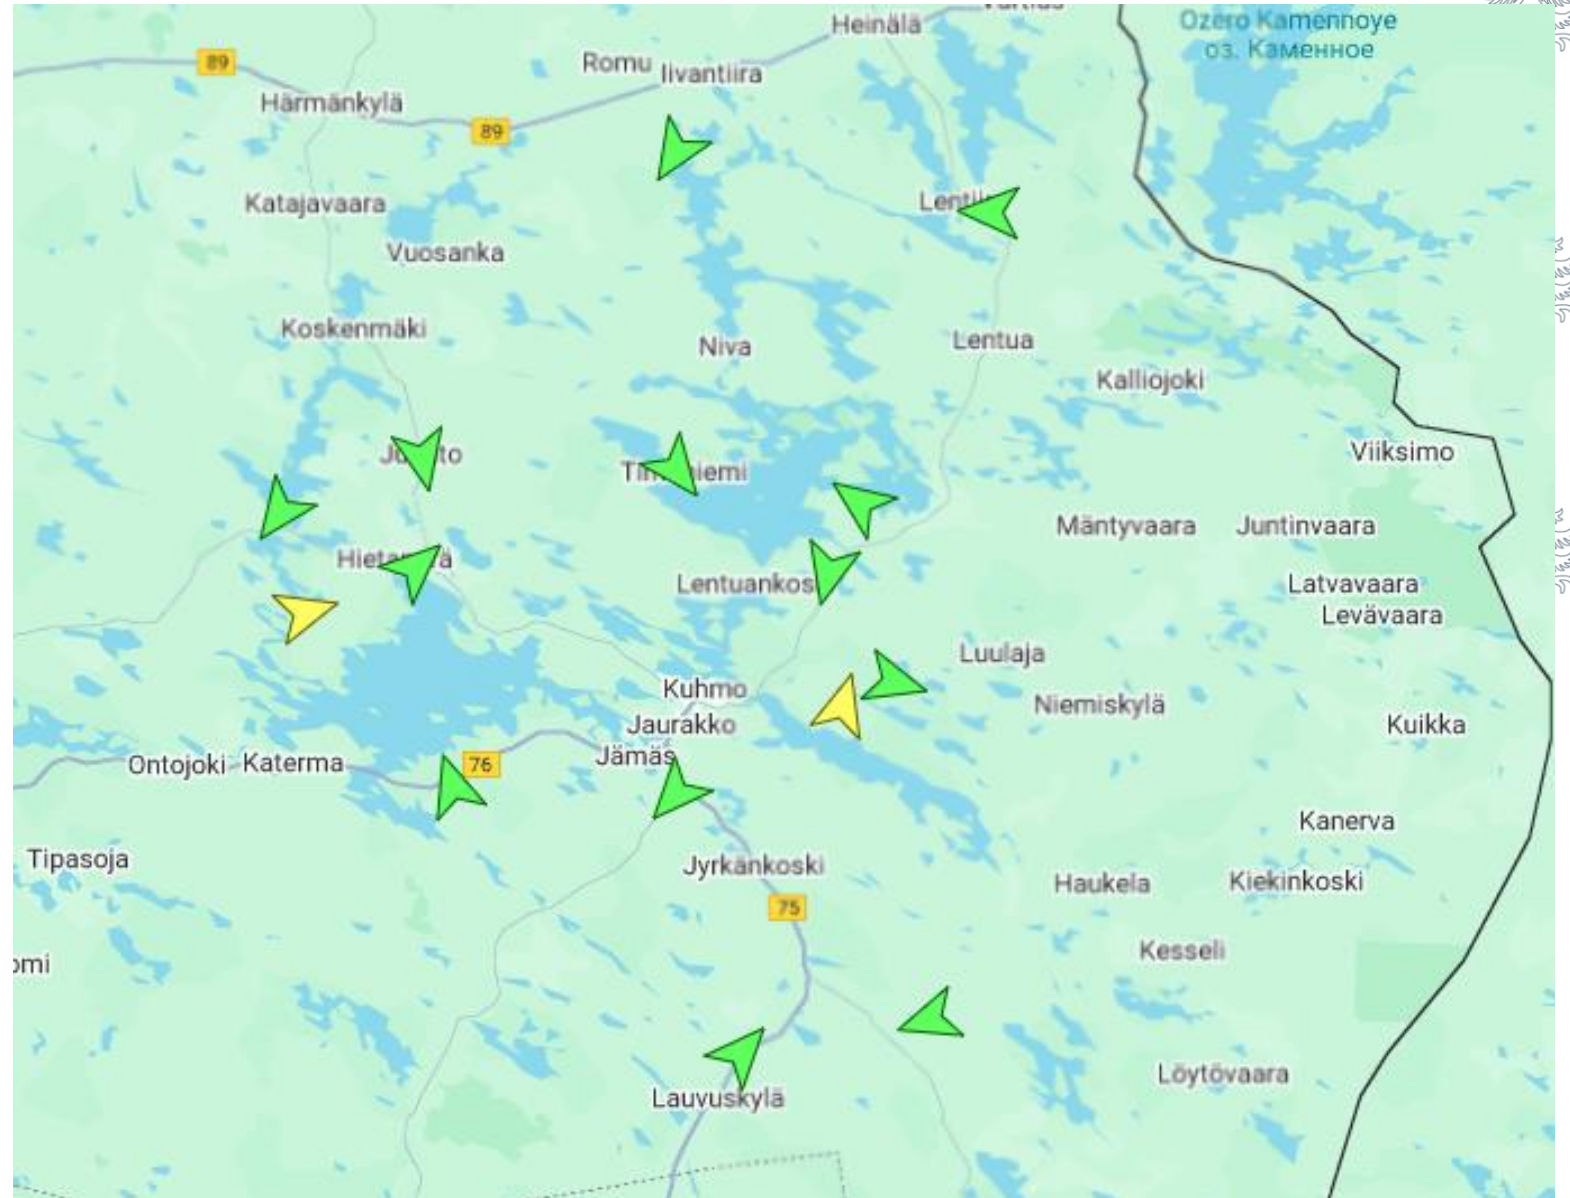 Heinälä
Ozero Kamennoye
оз. Каменное
89
Romu
Iivantiira
Härmänkylä
89
Katajavaara
Vuosanka
Koskenmäki
Niva
Lentua
Kalliojoki
Viiksimo
Mäntyvaara
Juntinvaara
Lentuankos
Latvavaara
Levävaara
Luulaja
Kuhmo
Niemiskylä
Jaurakko
Kuikka
Jämäs
Ontojoki
Katerma
76
Kanerva
Tipasoja
Jyrkänkoski
Haukela
Kiekinkoski
75
Kesseli
omi
Löytövaara
Lauvuskylä